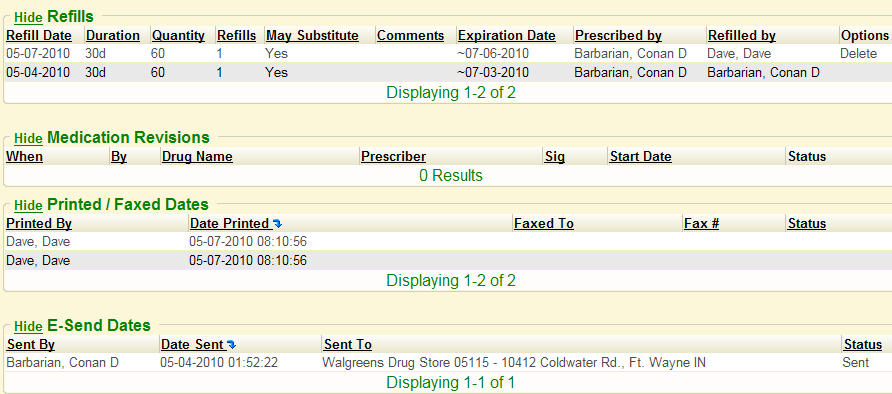 Hide Refills
Refill Date Duration Quantity Refills May Substitute Comments Expiration Date Prescribed by Refilled by Options
05-07-2010 30d 60 1 Yes ~07-06-2010 Barbarian, Conan D Dave, Dave Delete
05-04-2010 30d 60 1 Yes ~07-03-2010 Barbarian, Conan D Barbarian, Conan D
Displaying 1-2 of 2
Hide Medication Revisions
When By Drug Name Prescriber Sig Start Date Status
0 Results
Hide Printed / Faxed Dates
Printed By Date Printed Faxed To Fax # Status
Dave, Dave 05-07-2010 08:10:56
Dave, Dave 05-07-2010 08:10:56
Displaying 1-2 of 2
Hide E-Send Dates
Sent By Date Sent Sent To Status
Barbarian, Conan D 05-04-2010 01:52:22 Walgreens Drug Store 05115 - 10412 Coldwater Rd., Ft. Wayne IN Sent
Displaying 1-1 of 1